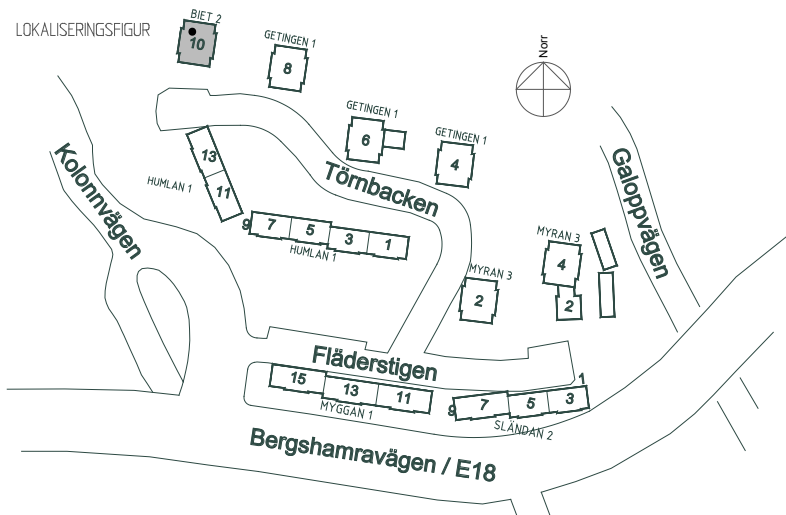 BIET 2
LOKALISERINGSFIGUR
10
GETINGEN 1
8
Norr
GETINGEN 1
6
GETINGEN 1
4
Kolonnvägen
13
11
HUMLAN 1
Törnbacken
Galoppvägen
9 7 5 3 1
HUMLAN 1
MYRAN 3
4
2
MYRAN 3
2
Fläderstigen
15 13 11
MYGGAN 1
1
9 7 5 3
SLÄNDAN 2
Bergshamravägen / E18